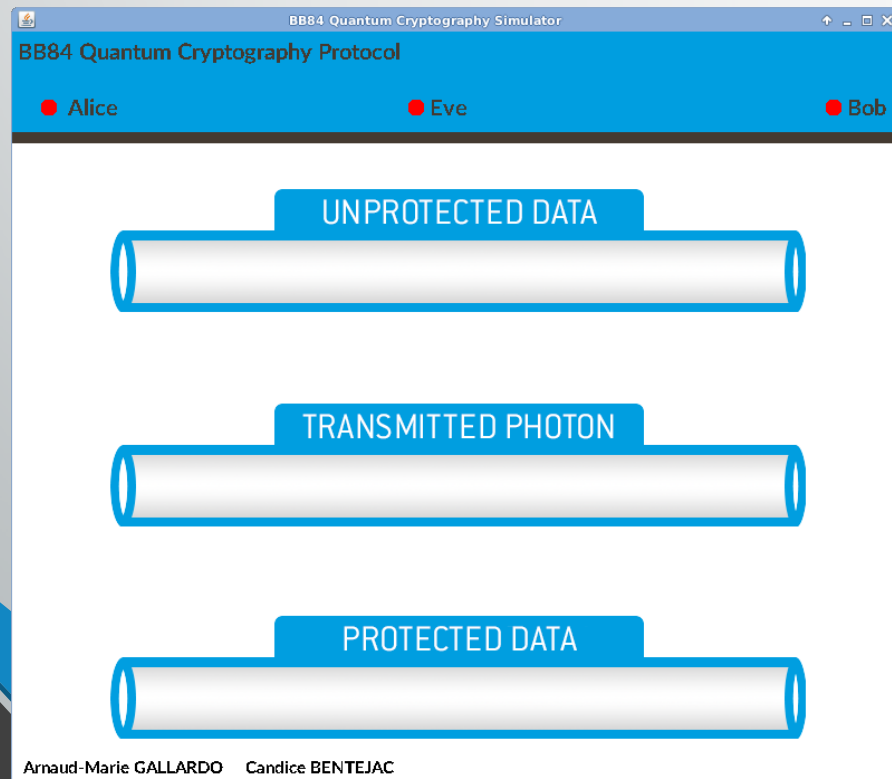 BB84 Quantum Cryptography Simulator
BB84 Quantum Cryptography Protocol
Alice Eve Bob
UNPROTECTED DATA
TRANSMITTED PHOTON
PROTECTED DATA
Arnaud-Marie GALLARDO Candice BENTEJAC